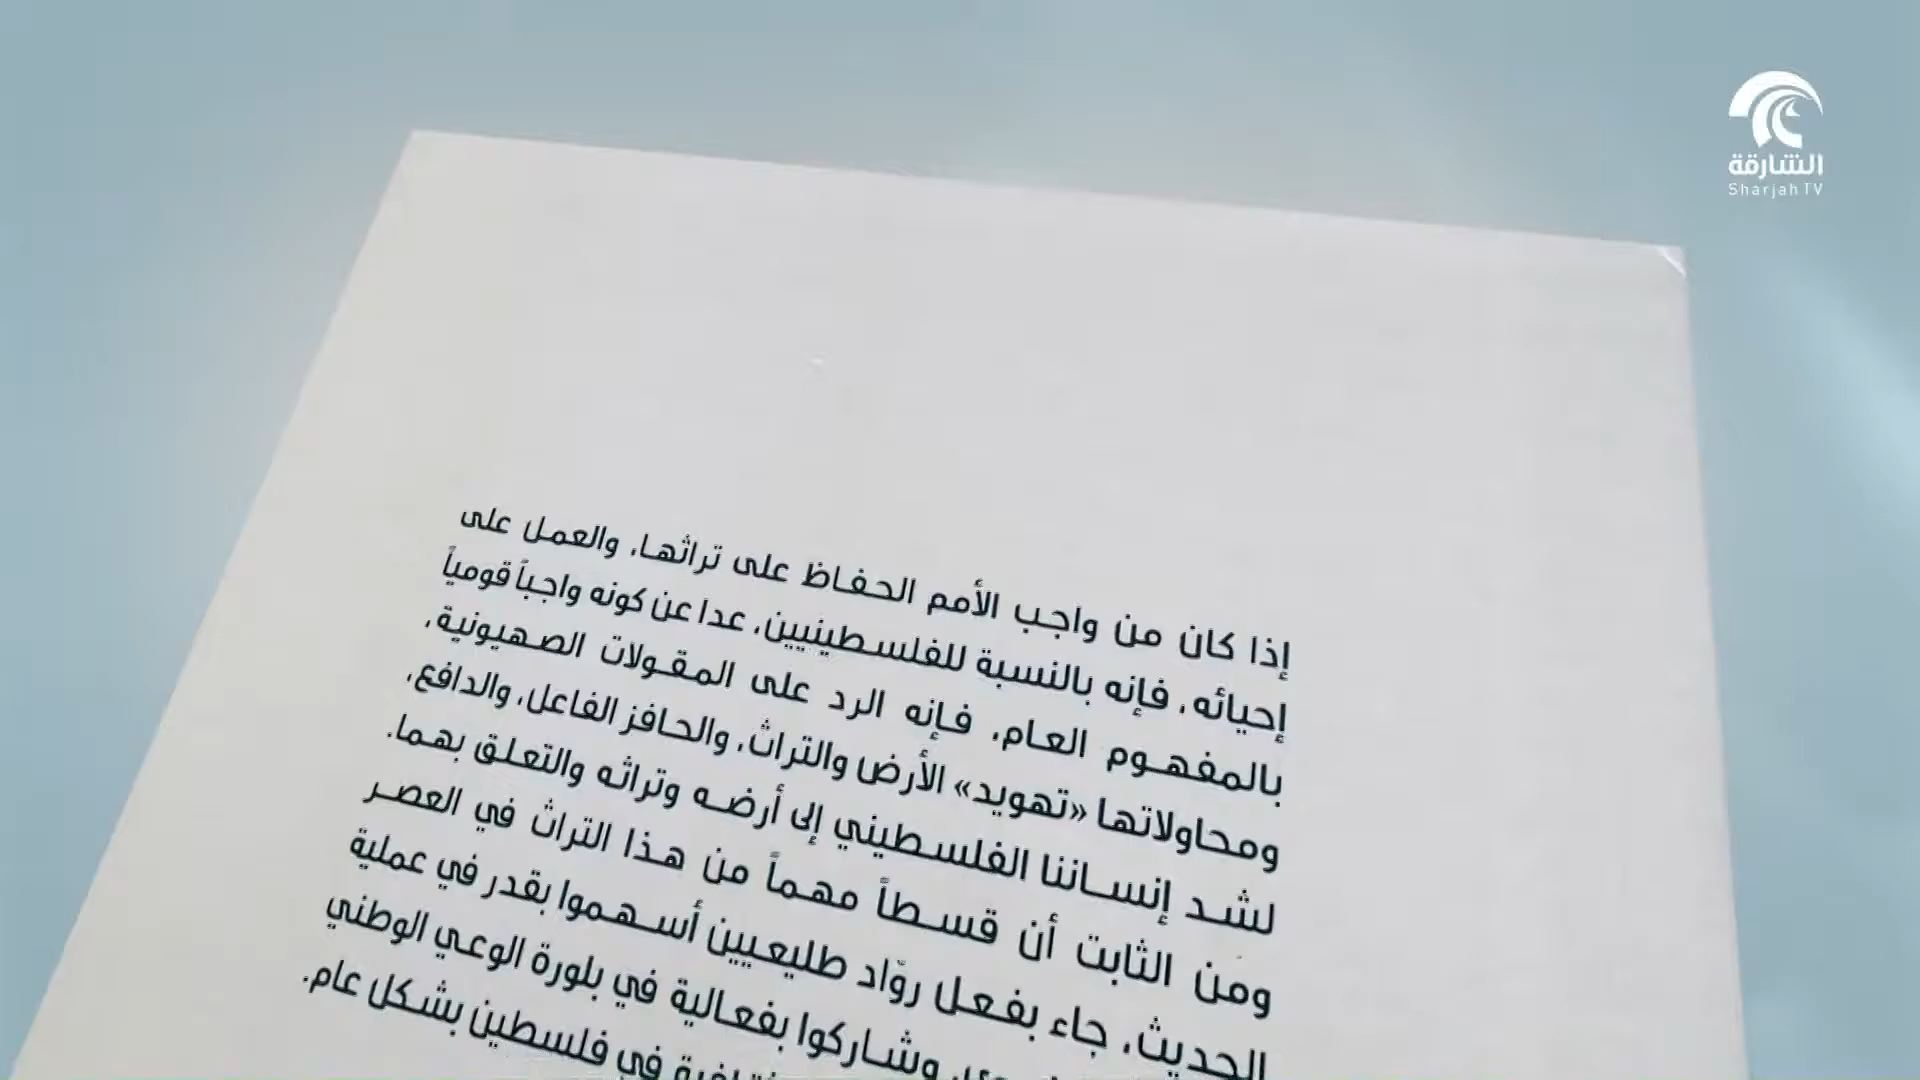 الشارقة
Sharjah TV
إذا كان من واجب الأمم الحفاظ على تراثها، والعمل على
إحيائه، فإنه بالنسبة للفلسطينيين، عدا عن كونه واجباً قومياً
بالمفهوم العام، فإنه الرد على المقولات الصهيونية،
ومحاولاتها «تهويد» الأرض والتراث، والحافز الفاعل، والدافع،
لشد إنساننا الفلسطيني إلى أرضه وتراثه والتعلق بهما.
ومن الثابت أن قسطاً مهماً من هذا التراث في العصر
الحديث، جاء بفعل روّاد طليعيين أسهموا بقدر في عملية
وشاركوا بفعالية في بلورة الوعي الوطني
في فلسطين بشكل عام.